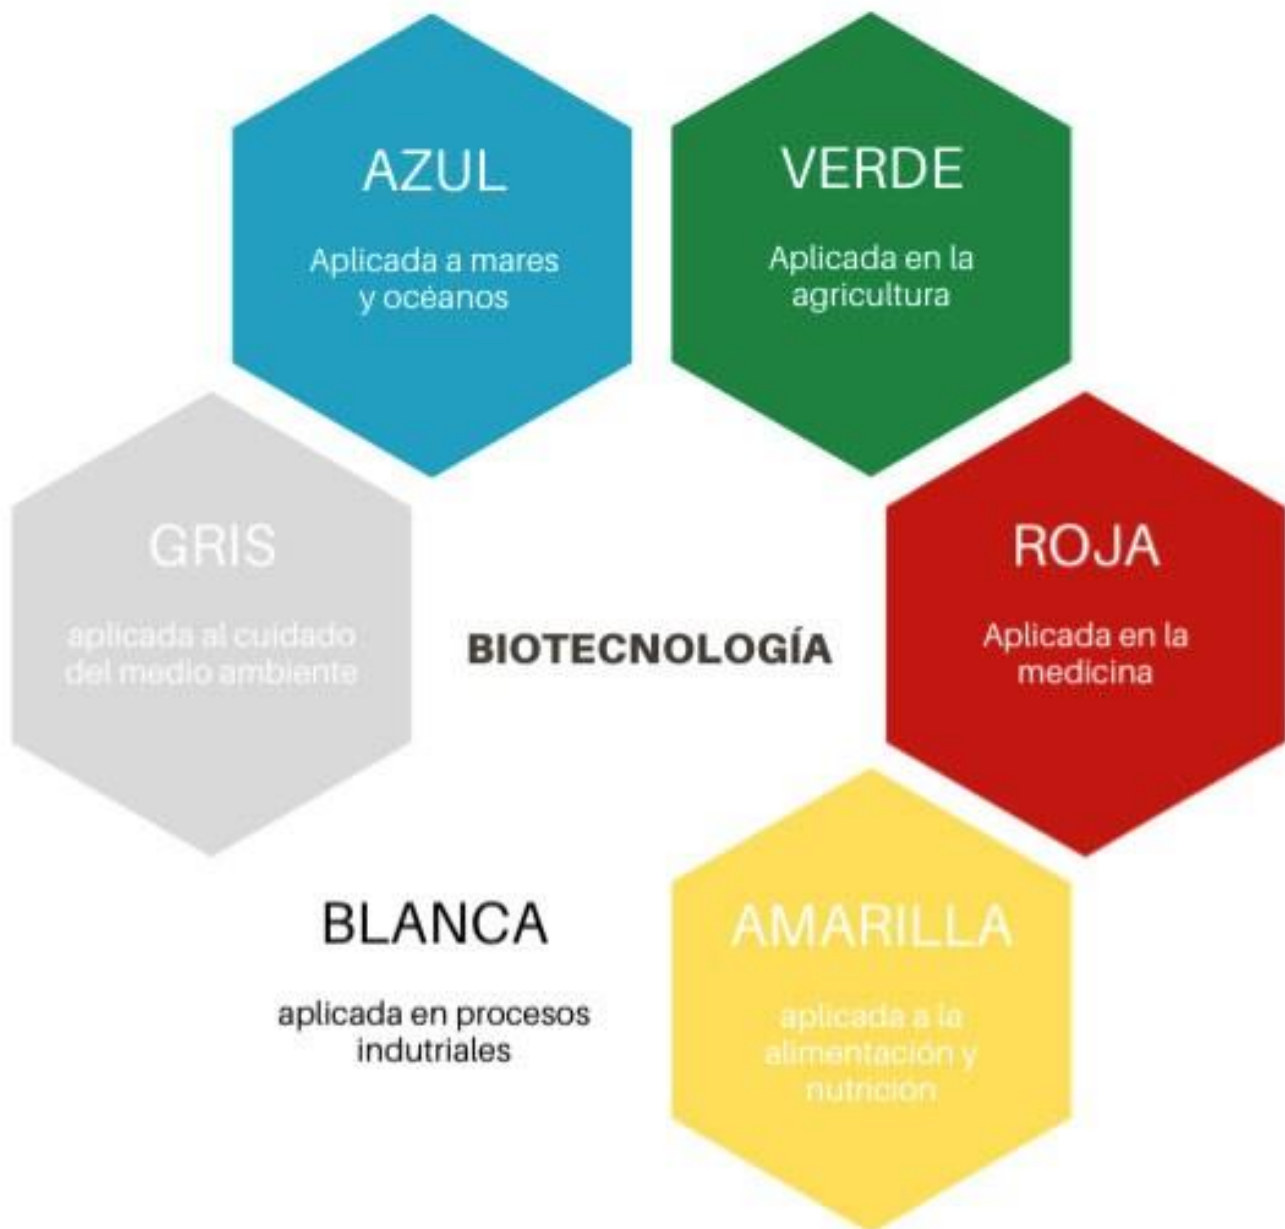 AZUL
Aplicada a mares
y océanos
VERDE
Aplicada en la
agricultura
GRIS
aplicada al cuidado
del medio ambiente
BIOTECNOLOGÍA
ROJA
Aplicada en la
medicina
BLANCA
aplicada en procesos
indutriales
AMARILLA
aplicada a la
alimentación y
nutrición